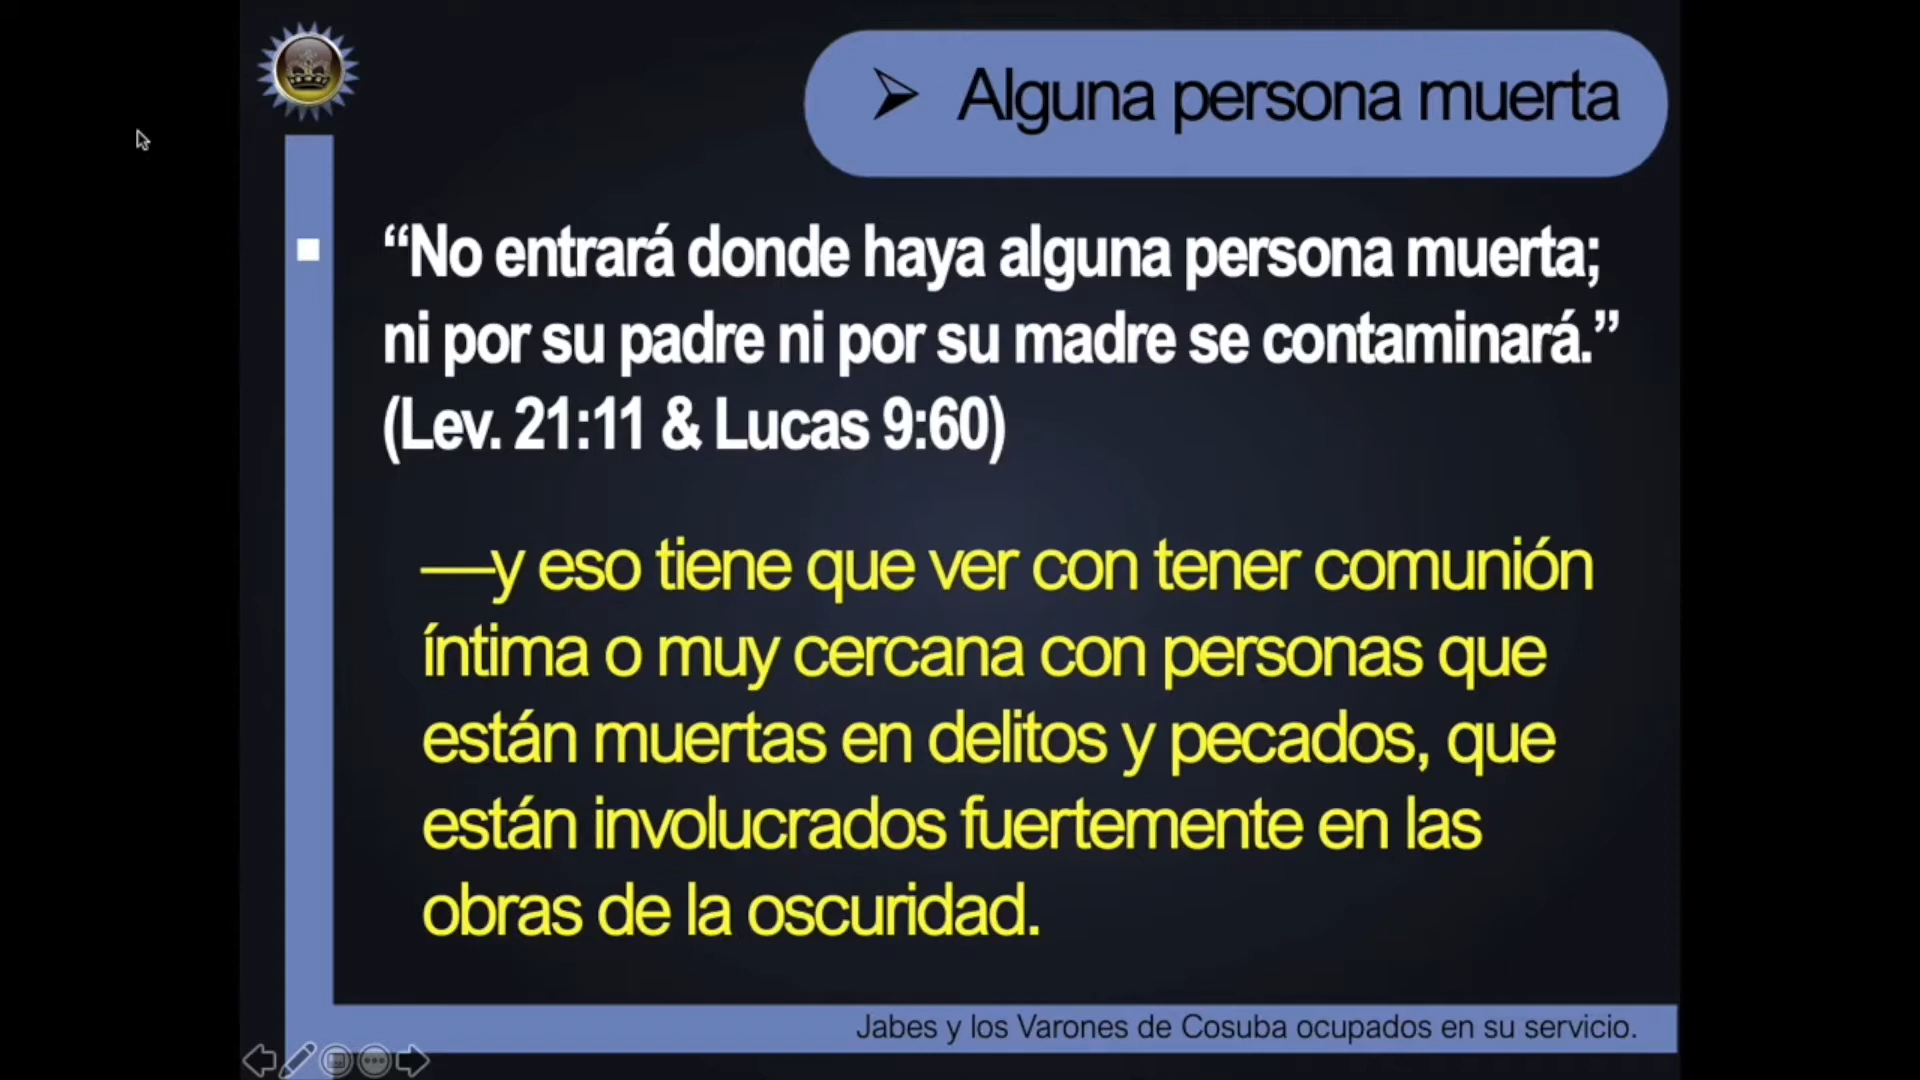 Alguna persona muerta
“No entrará donde haya alguna persona muerta;
ni por su padre ni por su madre se contaminará.”
(Lev. 21:11 & Lucas 9:60)
—y eso tiene que ver con tener comunión
íntima o muy cercana con personas que
están muertas en delitos y pecados, que
están involucrados fuertemente en las
obras de la oscuridad.
Jabes y los Varones de Cosuba ocupados en su servicio.